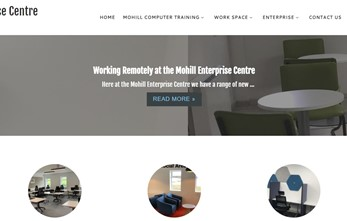 se Centre
HOME MOHILL COMPUTER TRAINING WORK SPACE ENTERPRISE CONTACT US
Working Remotely at the Mohill Enterprise Centre
Here at the Mohill Enterprise Centre we have a range of new ...
READ MORE »